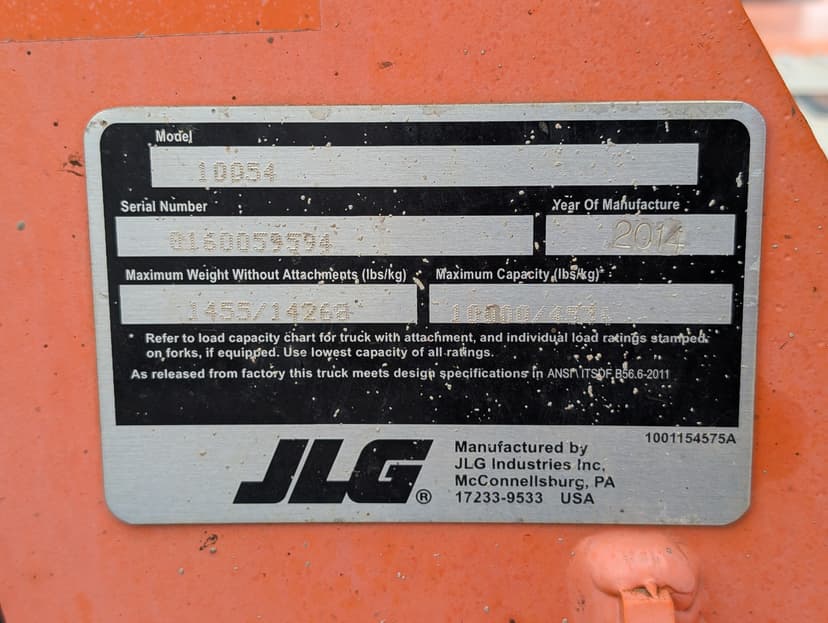 Model
10054
Serial Number
0160059594
Year Of Manufacture
2014
Maximum Weight Without Attachments (lbs/kg)
1455/14268
Maximum Capacity (lbs/kg)
Refer to load capacity chart for truck with attachment, and individual load ratings stamped
on forks, if equipped. Use lowest capacity of all ratings.
As released from factory this truck meets design specifications in ANSI \ ITSDF B56.6-2011
1001154575A
JLG®
Manufactured by
JLG Industries Inc,
McConnellsburg, PA
17233-9533 USA